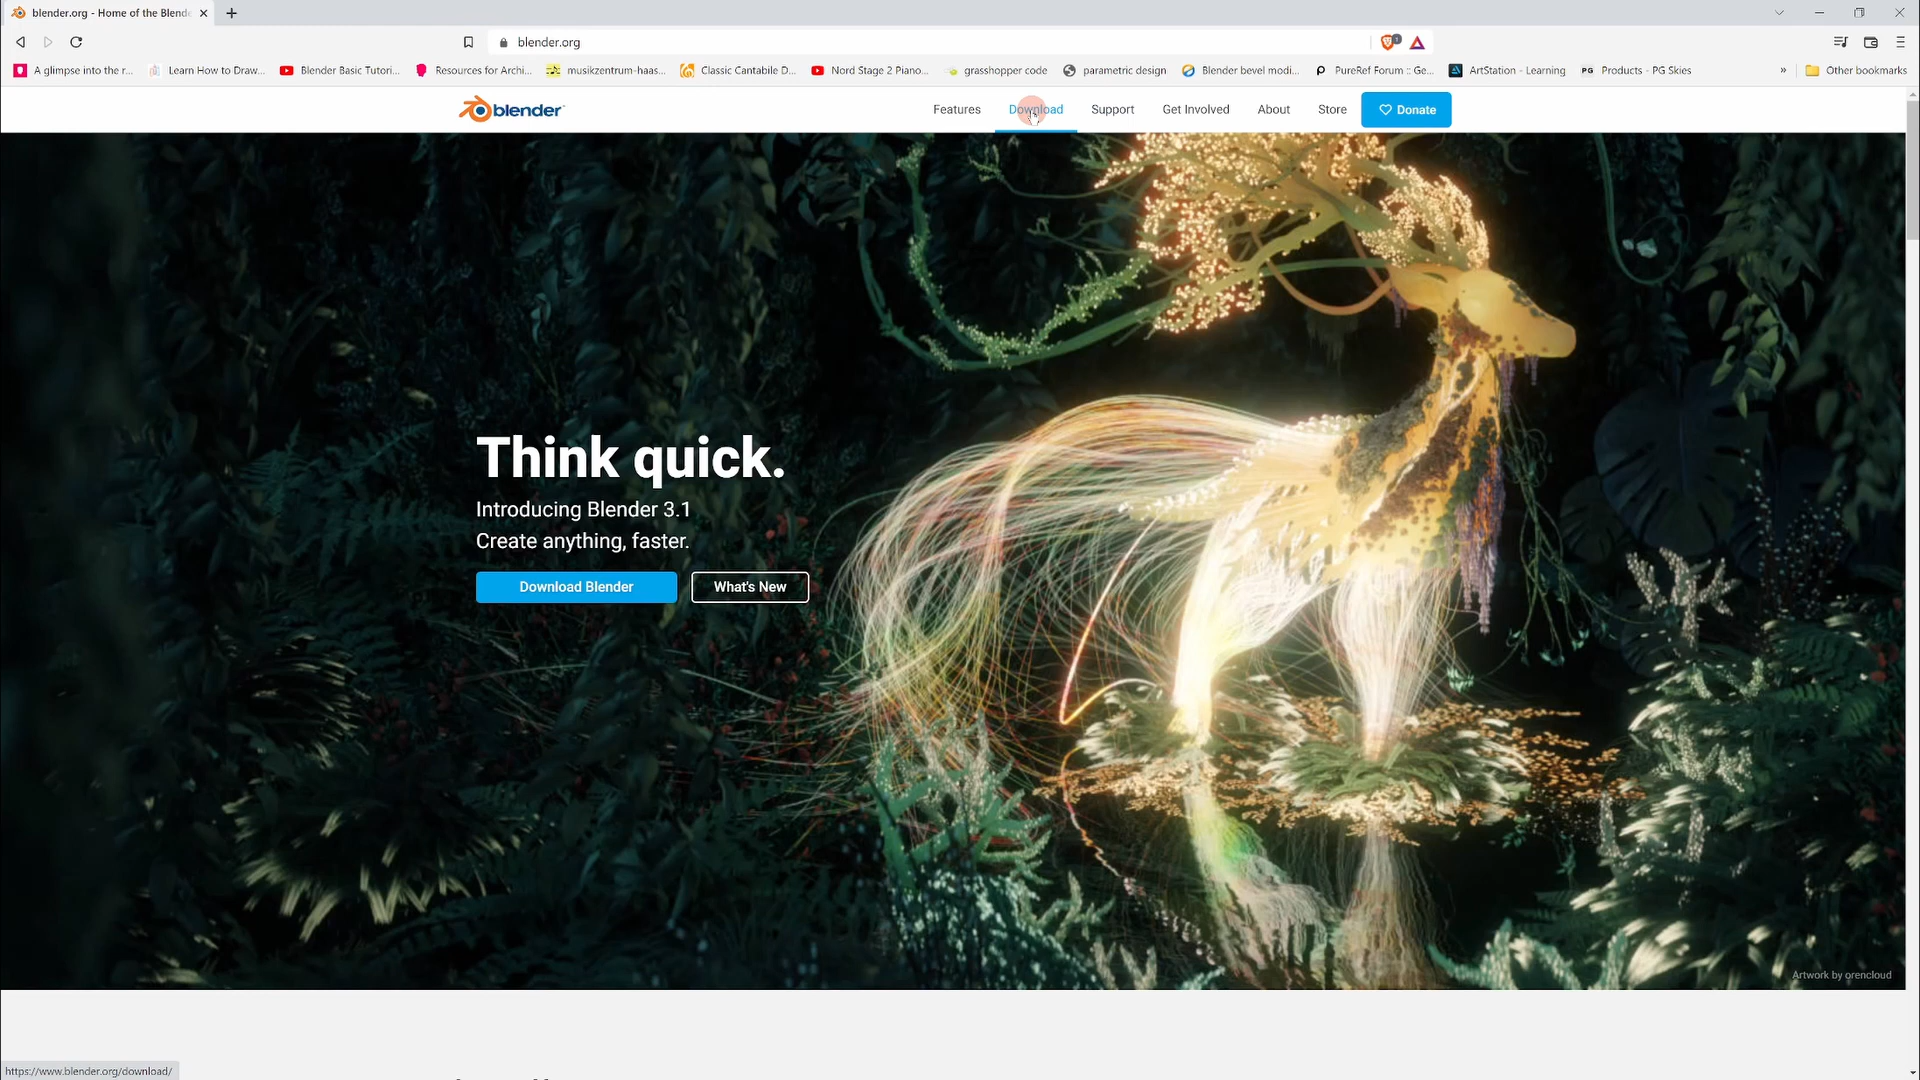 blender.org - Home of the Blende
blender.org
A glimpse into the r...
Learn How to Draw...
Blender Basic Tutori...
Resources for Archi...
musikzentrum-haas...
Classic Cantabile D...
Nord Stage 2 Piano...
grasshopper code
parametric design
Blender bevel modi...
PureRef Forum :: Ge...
ArtStation - Learning
PG Products - PG Skies
»
Other bookmarks
blender
Features
Download
Support
Get Involved
About
Store
Donate
Think quick.
Introducing Blender 3.1
Create anything, faster.
Download Blender
What's New
Artwork by orencloud
https://www.blender.org/download/